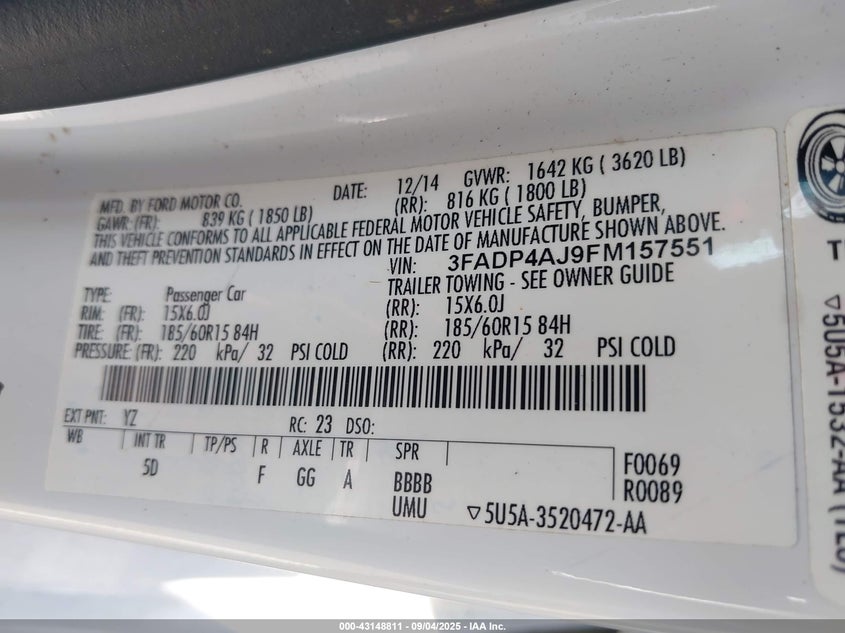 MFD. BY FORD MOTOR CO. DATE: 12/14 GVWR: 1642 KG ( 3620 LB)
GAWR: (FR): 839 KG ( 1850 LB) (RR): 816 KG ( 1800 LB)
THIS VEHICLE CONFORMS TO ALL APPLICABLE FEDERAL MOTOR VEHICLE SAFETY, BUMPER,
AND THEFT PREVENTION STANDARDS IN EFFECT ON THE DATE OF MANUFACTURE SHOWN ABOVE.
VIN: 3FADP4AJ9FM157551
TRAILER TOWING - SEE OWNER GUIDE
TYPE: Passenger Car
RIM: (FR): 15X6.0J (RR): 15X6.0J
TIRE: (FR): 185/60R15 84H (RR): 185/60R15 84H
PRESSURE: (FR): 220 kPa/ 32 PSI COLD (RR): 220 kPa/ 32 PSI COLD
EXT PNT: YZ RC: 23 DSO:
WB INT TR TP/PS R AXLE TR SPR
5D F GG A BBBB F0069
UMU R0089
▽5U5A-3520472-AA
▽5U5A-1532-AA
000-43148811 - 09/04/2025 - IAA Inc.